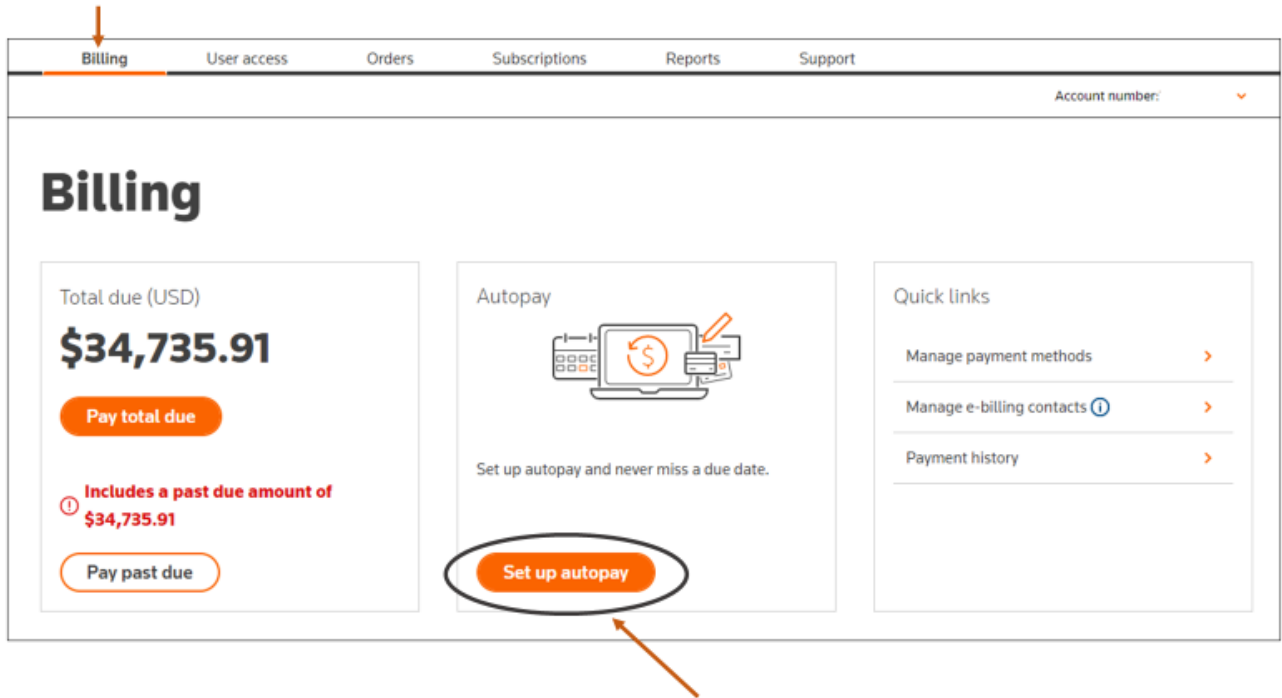 Billing User access Orders Subscriptions Reports Support
Account number:
Billing
Total due (USD)
$34,735.91
Pay total due
Includes a past due amount of
$34,735.91
Pay past due
Autopay
Set up autopay and never miss a due date.
Set up autopay
Quick links
Manage payment methods
Manage e-billing contacts
Payment history